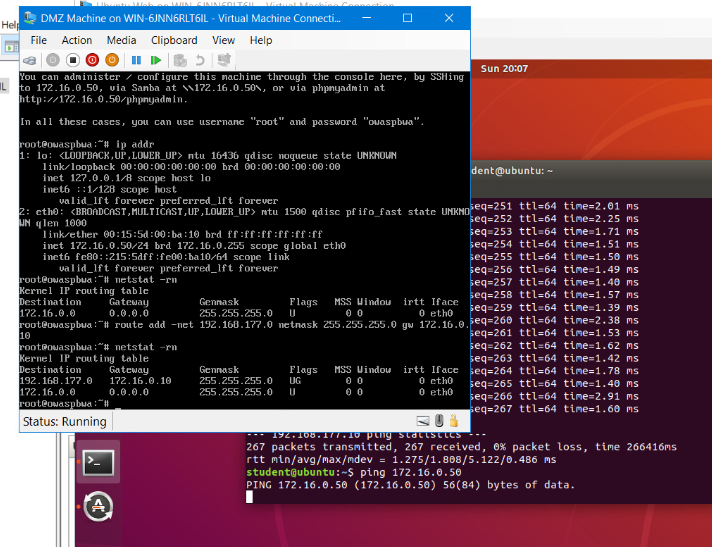 Ubuntu Web on WIN-6JNN6RLT6IL - Virtual Machine Connection
Help
IL
DMZ Machine on WIN-6JNN6RLT6IL - Virtual Machine Connecti...
File Action Media Clipboard View Help
You can administer / configure this machine through the console here, by SSHing
to 172.16.0.50, via Samba at \\172.16.0.50\, or via phpmyadmin at
http://172.16.0.50/phpmyadmin.
In all these cases, you can use username "root" and password "owaspbwa".
root@owaspbwa:~# ip addr
1: lo: <LOOPBACK,UP,LOWER_UP> mtu 16436 qdisc noqueue state UNKNOWN
link/loopback 00:00:00:00:00:00 brd 00:00:00:00:00:00
inet 127.0.0.1/8 scope host lo
inet6 ::1/128 scope host
valid_lft forever preferred_lft forever
2: eth0: <BROADCAST,MULTICAST,UP,LOWER_UP> mtu 1500 qdisc pfifo_fast state UNKNO
WN qlen 1000
link/ether 00:15:5d:00:ba:10 brd ff:ff:ff:ff:ff:ff
inet 172.16.0.50/24 brd 172.16.0.255 scope global eth0
inet6 fe80::215:5dff:fe00:ba10/64 scope link
valid_lft forever preferred_lft forever
root@owaspbwa:~# netstat -rn
Kernel IP routing table
Destination Gateway Genmask Flags MSS Window irtt Iface
172.16.0.0 0.0.0.0 255.255.255.0 U 0 0 0 eth0
root@owaspbwa:~# route add -net 192.168.177.0 netmask 255.255.255.0 gw 172.16.0.
10
root@owaspbwa:~# netstat -rn
Kernel IP routing table
Destination Gateway Genmask Flags MSS Window irtt Iface
192.168.177.0 172.16.0.10 255.255.255.0 UG 0 0 0 eth0
172.16.0.0 0.0.0.0 255.255.255.0 U 0 0 0 eth0
root@owaspbwa:~# _
Status: Running
Sun 20:07
dent@ubuntu: ~
seq=251 ttl=64 time=2.01 ms
seq=252 ttl=64 time=2.25 ms
seq=253 ttl=64 time=1.71 ms
seq=254 ttl=64 time=1.51 ms
seq=255 ttl=64 time=1.50 ms
seq=256 ttl=64 time=1.49 ms
seq=257 ttl=64 time=1.40 ms
seq=258 ttl=64 time=1.57 ms
seq=259 ttl=64 time=1.39 ms
seq=260 ttl=64 time=2.38 ms
seq=261 ttl=64 time=1.53 ms
seq=262 ttl=64 time=1.62 ms
seq=263 ttl=64 time=1.42 ms
seq=264 ttl=64 time=1.78 ms
seq=265 ttl=64 time=1.40 ms
seq=266 ttl=64 time=2.91 ms
seq=267 ttl=64 time=1.60 ms
--- 192.168.177.10 ping statistics ---
267 packets transmitted, 267 received, 0% packet loss, time 266416ms
rtt min/avg/max/mdev = 1.275/1.808/5.122/0.486 ms
student@ubuntu:~$ ping 172.16.0.50
PING 172.16.0.50 (172.16.0.50) 56(84) bytes of data.